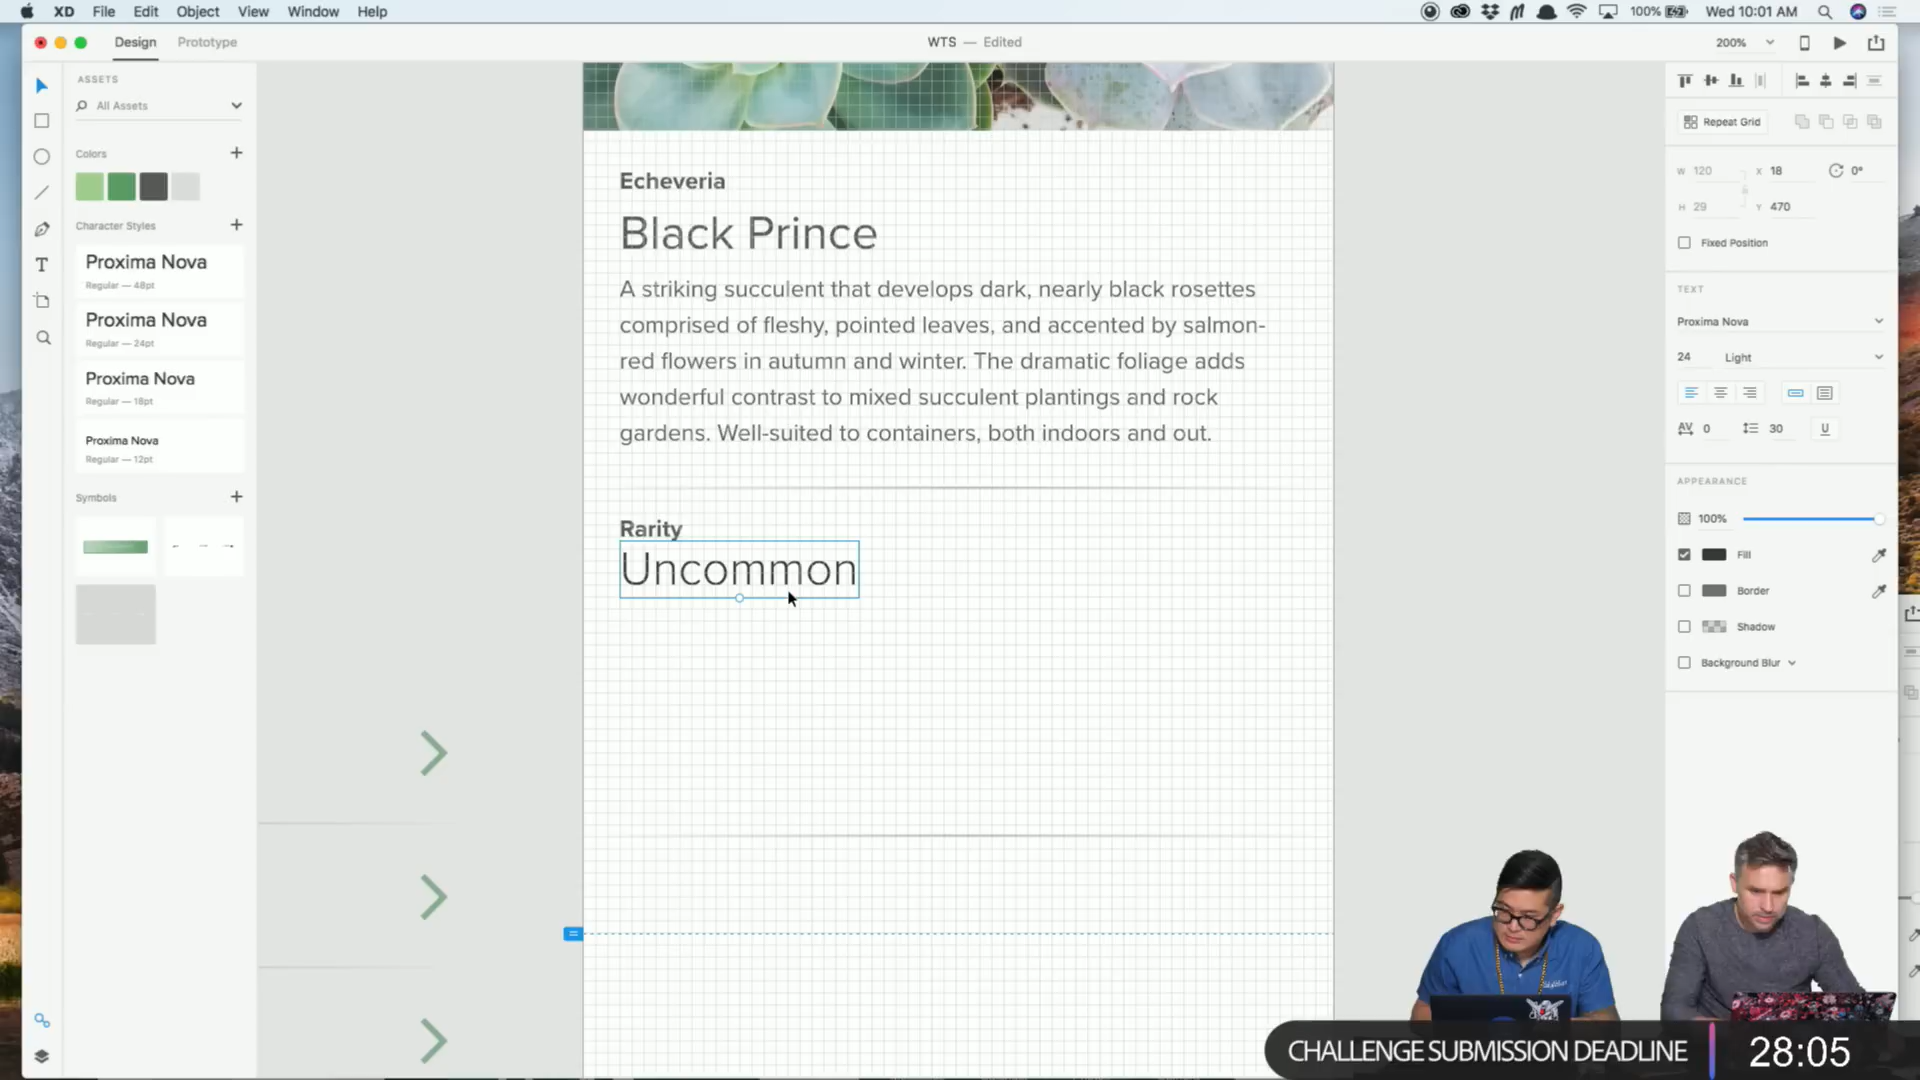 XD File Edit Object View Window Help
100% Wed 10:01 AM
Design Prototype
WTS — Edited
200%
ASSETS
All Assets
Colors
Character Styles
Proxima Nova
Regular — 48pt
Proxima Nova
Regular — 24pt
Proxima Nova
Regular — 18pt
Proxima Nova
Regular — 12pt
Symbols
Echeveria
Black Prince
A striking succulent that develops dark, nearly black rosettes
comprised of fleshy, pointed leaves, and accented by salmon-
red flowers in autumn and winter. The dramatic foliage adds
wonderful contrast to mixed succulent plantings and rock
gardens. Well-suited to containers, both indoors and out.
Rarity
Uncommon
Repeat Grid
W 120 X 18 0°
H 29 Y 470
Fixed Position
TEXT
Proxima Nova
24 Light
AV 0 30 U
APPEARANCE
100%
Fill
Border
Shadow
Background Blur
CHALLENGE SUBMISSION DEADLINE 28:05